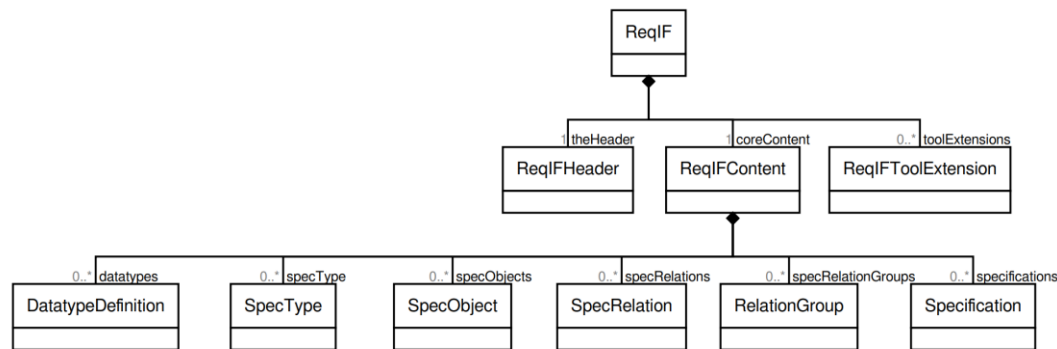 ReqIF
1 theHeader
1 coreContent
0..* toolExtensions
ReqIFHeader
ReqIFContent
ReqIFToolExtension
0..* datatypes
0..* specType
0..* specObjects
0..* specRelations
0..* specRelationGroups
0..* specifications
DatatypeDefinition
SpecType
SpecObject
SpecRelation
RelationGroup
Specification